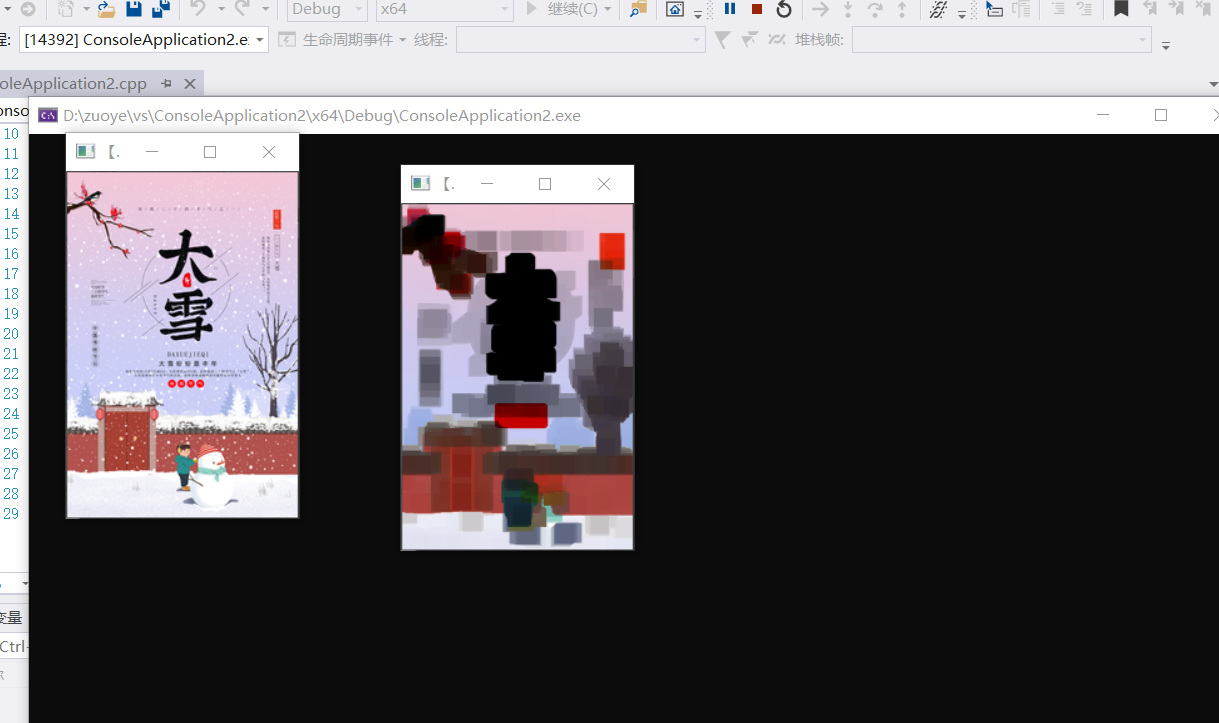 Debug
x64
继续(C)
程:
[14392] ConsoleApplication2.e
生命周期事件
线程:
堆栈帧:
oleApplication2.cpp
onso
D:\zuoye\vs\ConsoleApplication2\x64\Debug\ConsoleApplication2.exe
10
11
12
13
14
15
16
17
18
19
20
21
22
23
24
25
26
27
28
29
【.
【.
大
雪
DAXUEJIEQI
大雪纷纷是丰年
变量
Ctrl-